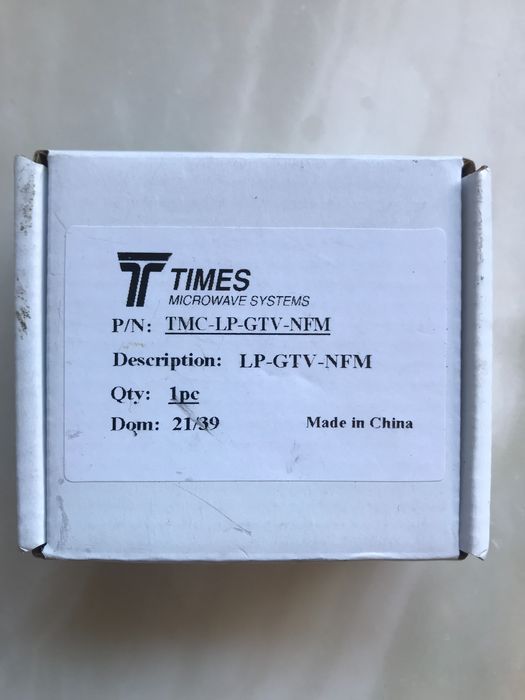 TIMES
MICROWAVE SYSTEMS
P/N: TMC-LP-GTV-NFM
Description: LP-GTV-NFM
Qty: 1pc
Dom: 21/39 Made in China